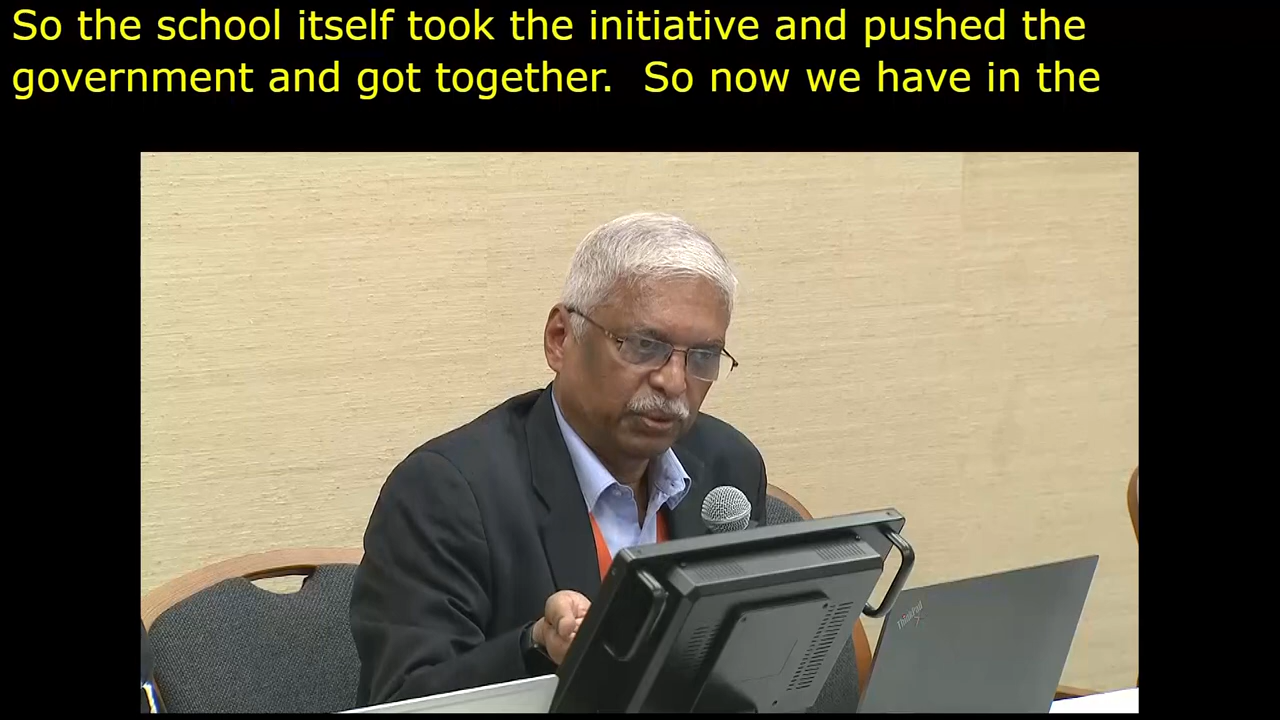 So the school itself took the initiative and pushed the
government and got together.  So now we have in the
ThinkPad